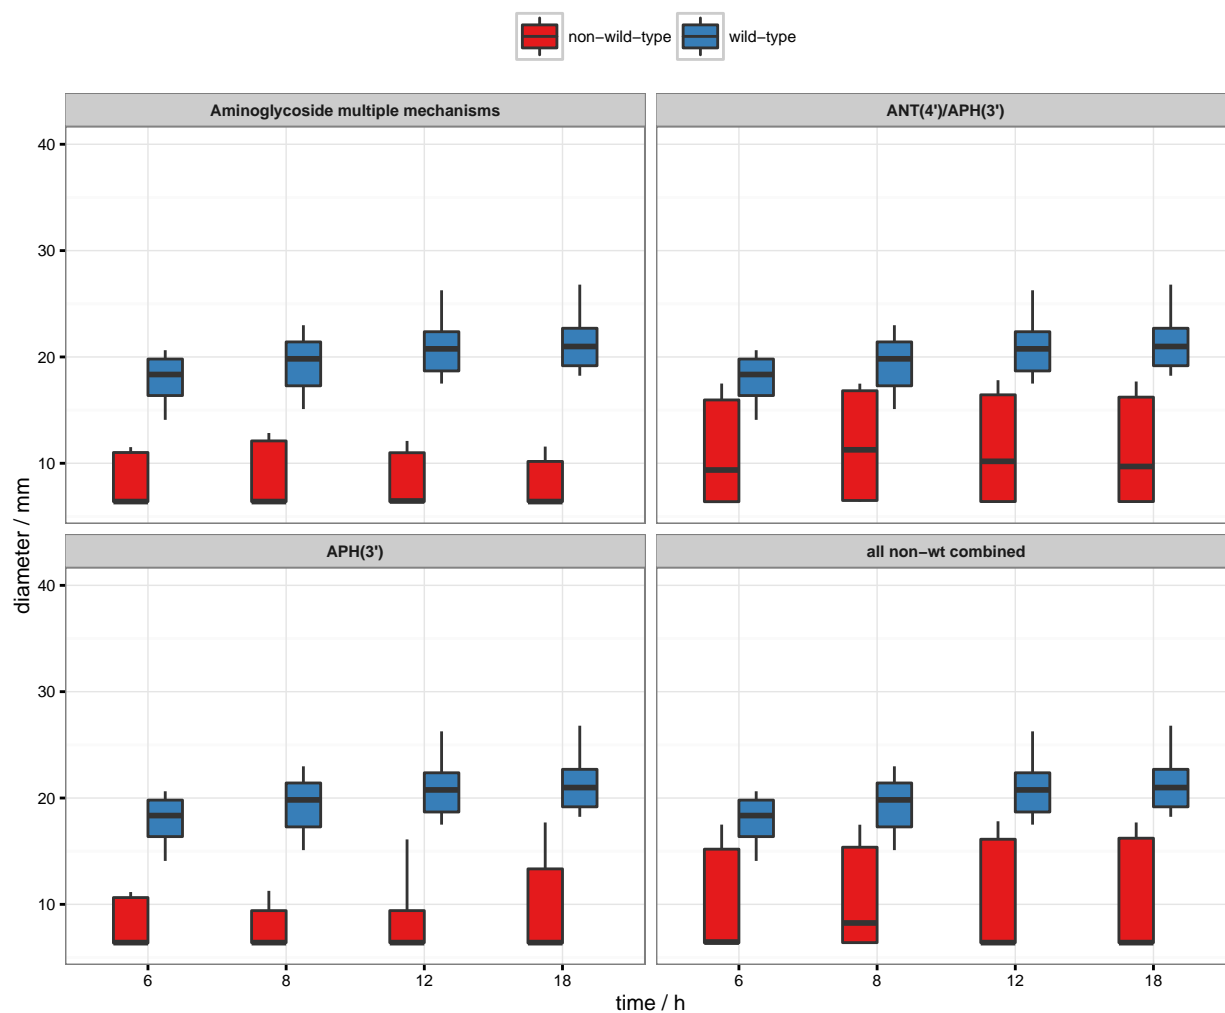 non−wild−type wild−type
Aminoglycoside multiple mechanisms
ANT(4')/APH(3')
40
30
20
10
APH(3')
all non−wt combined
40
30
20
10
diameter / mm
6 8 12 18
6 8 12 18
time / h